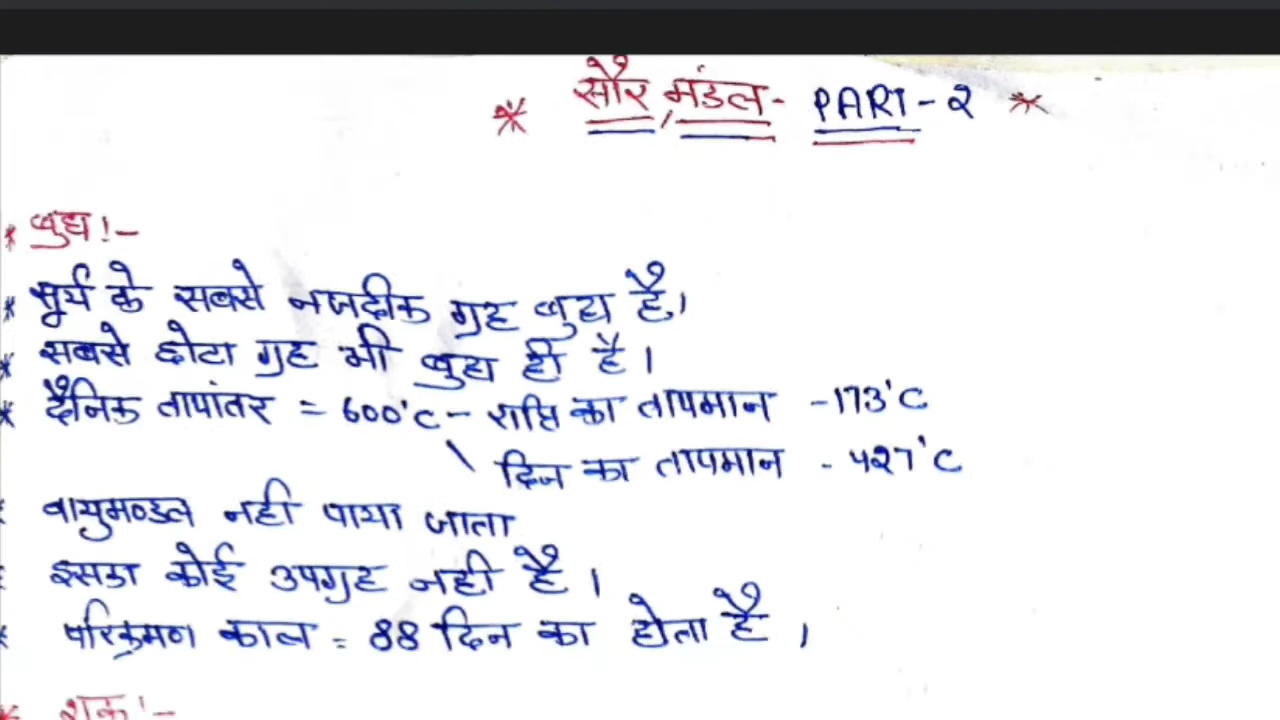 * सौर मंडल - PART-२ *
* बुध :-
* सूर्य के सबसे नजदीक ग्रह बुध है।
* सबसे छोटा ग्रह भी बुध ही है।
* दैनिक तापांतर = 600°C - रात्रि का तापमान -173°C
दिन का तापमान - 427°C
* वायुमण्डल नही पाया जाता
* इसका कोई उपग्रह नही है।
* परिक्रमण काल = 88 दिन का होता है।
* शुक्र :-